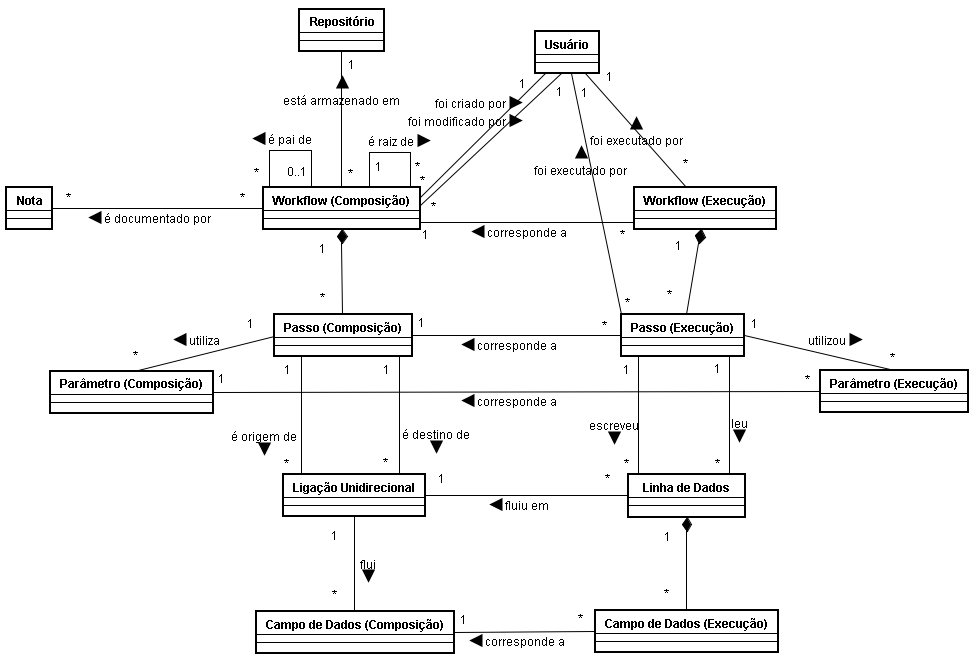 Repositório
Usuário
1
está armazenado em
1
1
1
1
foi criado por
foi modificado por
foi executado por
foi executado por
é pai de
é raiz de
*
0..1
*
1
*
*
*
*
Nota
*
*
Workflow (Composição)
Workflow (Execução)
é documentado por
1
corresponde a
*
1
1
*
*
*
Passo (Composição)
Passo (Execução)
1
1
*
1
utiliza
corresponde a
utilizou
*
*
Parâmetro (Composição)
1
1
1
1
1
*
Parâmetro (Execução)
corresponde a
é origem de
é destino de
escreveu
leu
*
*
*
*
Ligação Unidirecional
1
*
Linha de Dados
fluiu em
1
1
flui
*
*
Campo de Dados (Composição)
1
*
Campo de Dados (Execução)
corresponde a